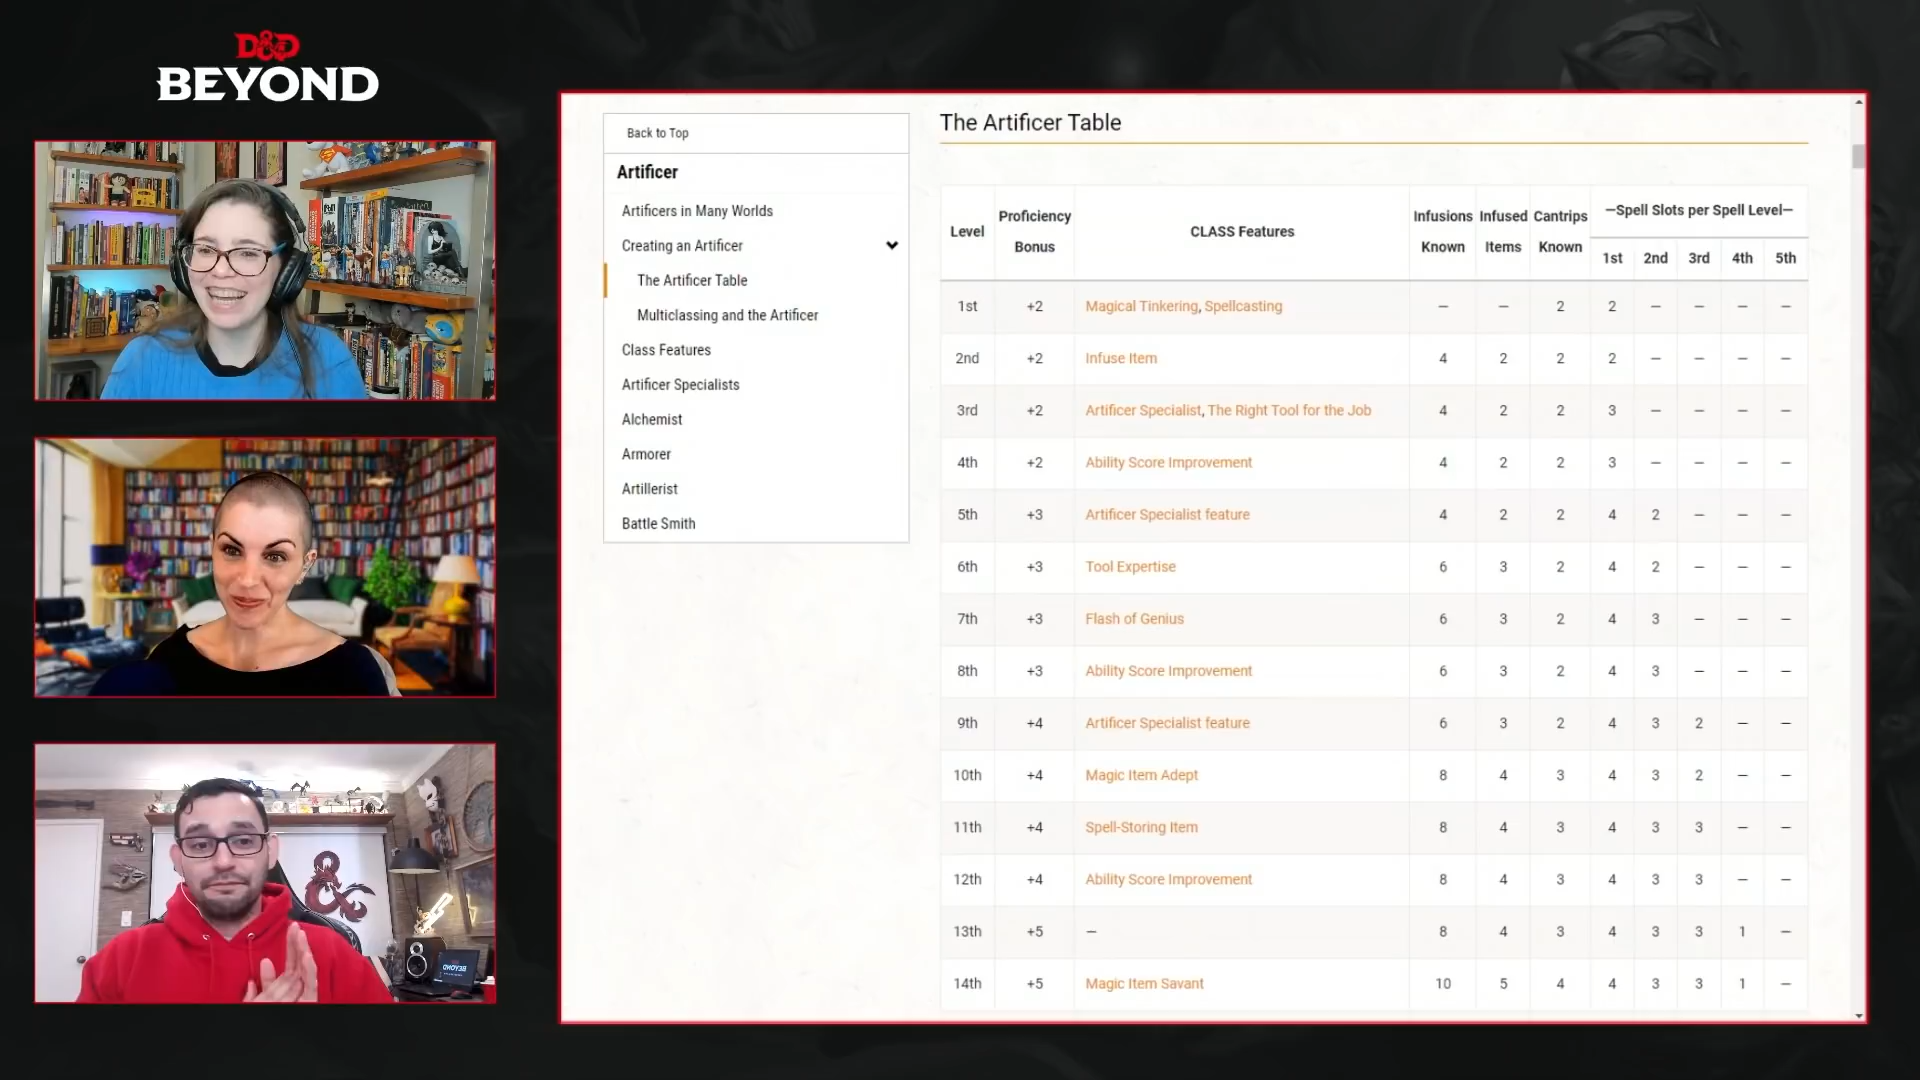 D&D
BEYOND
Back to Top
Artificer
Artificers in Many Worlds
Creating an Artificer
The Artificer Table
Multiclassing and the Artificer
Class Features
Artificer Specialists
Alchemist
Armorer
Artillerist
Battle Smith
The Artificer Table
Level Proficiency Bonus CLASS Features Infusions Known Infused Items Cantrips Known —Spell Slots per Spell Level—
1st 2nd 3rd 4th 5th
1st +2 Magical Tinkering, Spellcasting — — 2 2 — — — —
2nd +2 Infuse Item 4 2 2 2 — — — —
3rd +2 Artificer Specialist, The Right Tool for the Job 4 2 2 3 — — — —
4th +2 Ability Score Improvement 4 2 2 3 — — — —
5th +3 Artificer Specialist feature 4 2 2 4 2 — — —
6th +3 Tool Expertise 6 3 2 4 2 — — —
7th +3 Flash of Genius 6 3 2 4 3 — — —
8th +3 Ability Score Improvement 6 3 2 4 3 — — —
9th +4 Artificer Specialist feature 6 3 2 4 3 2 — —
10th +4 Magic Item Adept 8 4 3 4 3 2 — —
11th +4 Spell-Storing Item 8 4 3 4 3 3 — —
12th +4 Ability Score Improvement 8 4 3 4 3 3 — —
13th +5 — 8 4 3 4 3 3 1 —
14th +5 Magic Item Savant 10 5 4 4 3 3 1 —